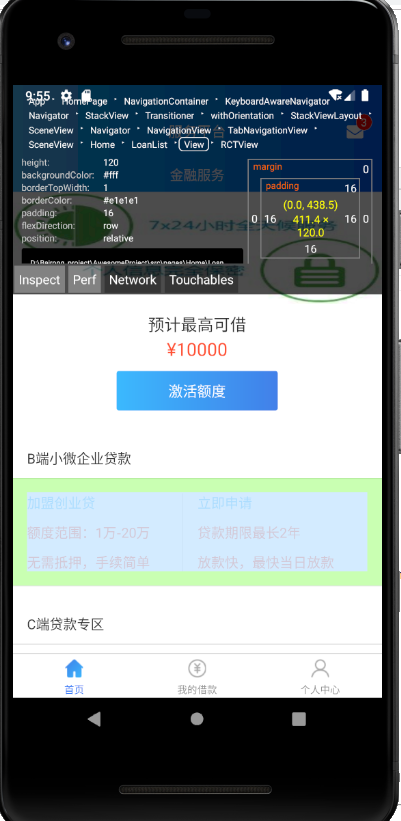 9:55
App ‣ HomePage ‣ NavigationContainer ‣ KeyboardAwareNavigator ‣
Navigator ‣ StackView ‣ Transitioner ‣ withOrientation ‣ StackViewLayout ‣
SceneView ‣ Navigator ‣ NavigationView ‣ TabNavigationView ‣
SceneView ‣ Home ‣ LoanList ‣ View ‣ RCTView
3
金融服务
height: 120
backgroundColor: #fff
borderTopWidth: 1
borderColor: #e1e1e1
padding: 16
flexDirection: row
position: relative
margin 0
padding 16
(0.0, 438.5)
0 16 411.4 × 16 0
120.0
16
7x24小时
Inspect Perf Network Touchables
预计最高可借
¥10000
激活额度
B端小微企业贷款
加盟创业贷 立即申请
额度范围：1万-20万 贷款期限最长2年
无需抵押，手续简单 放款快，最快当日放款
C端贷款专区
首页 我的借款 个人中心